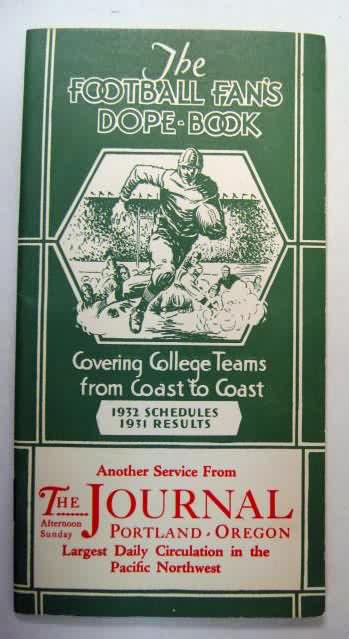 The
FOOTBALL FAN'S
DOPE-BOOK
Covering College Teams
from Coast to Coast
1932 SCHEDULES
1931 RESULTS
Another Service From
THE JOURNAL
Afternoon
Sunday
PORTLAND - OREGON
Largest Daily Circulation in the
Pacific Northwest